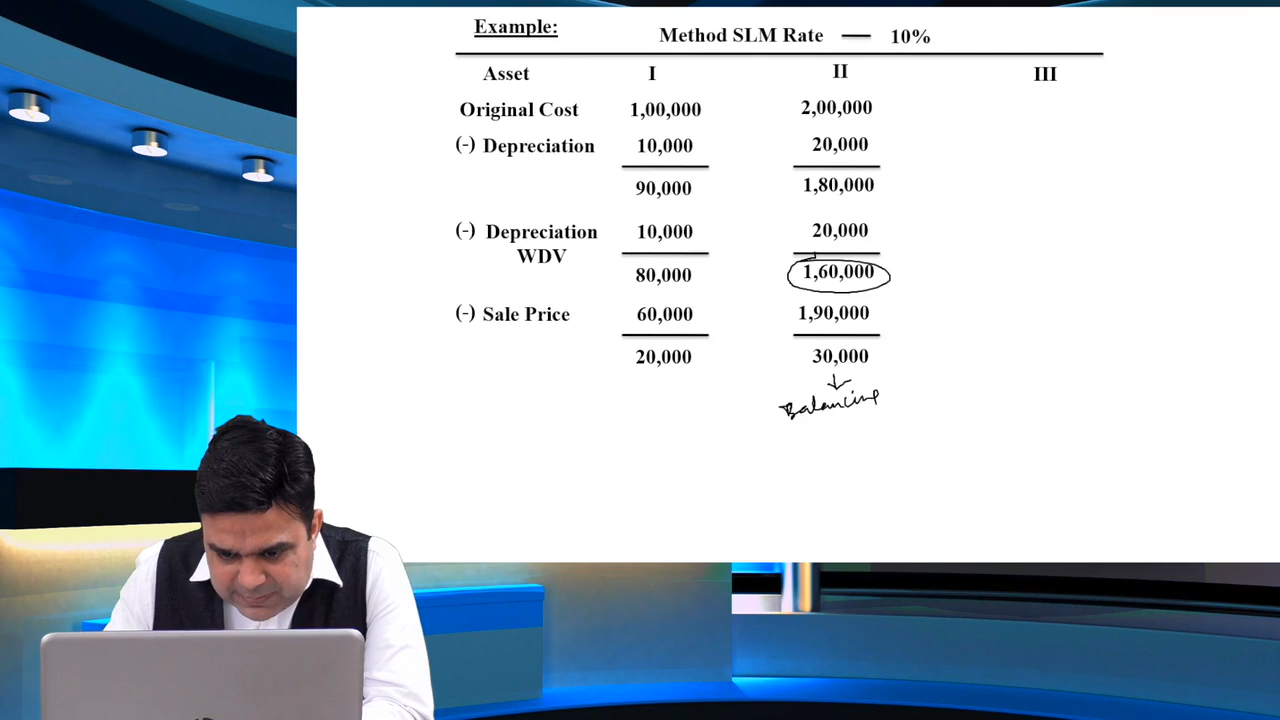 Example:
Method SLM Rate — 10%
Asset I II III
Original Cost 1,00,000 2,00,000
(-) Depreciation 10,000 20,000
90,000 1,80,000
(-) Depreciation 10,000 20,000
WDV
80,000 1,60,000
(-) Sale Price 60,000 1,90,000
20,000 30,000
Balancing